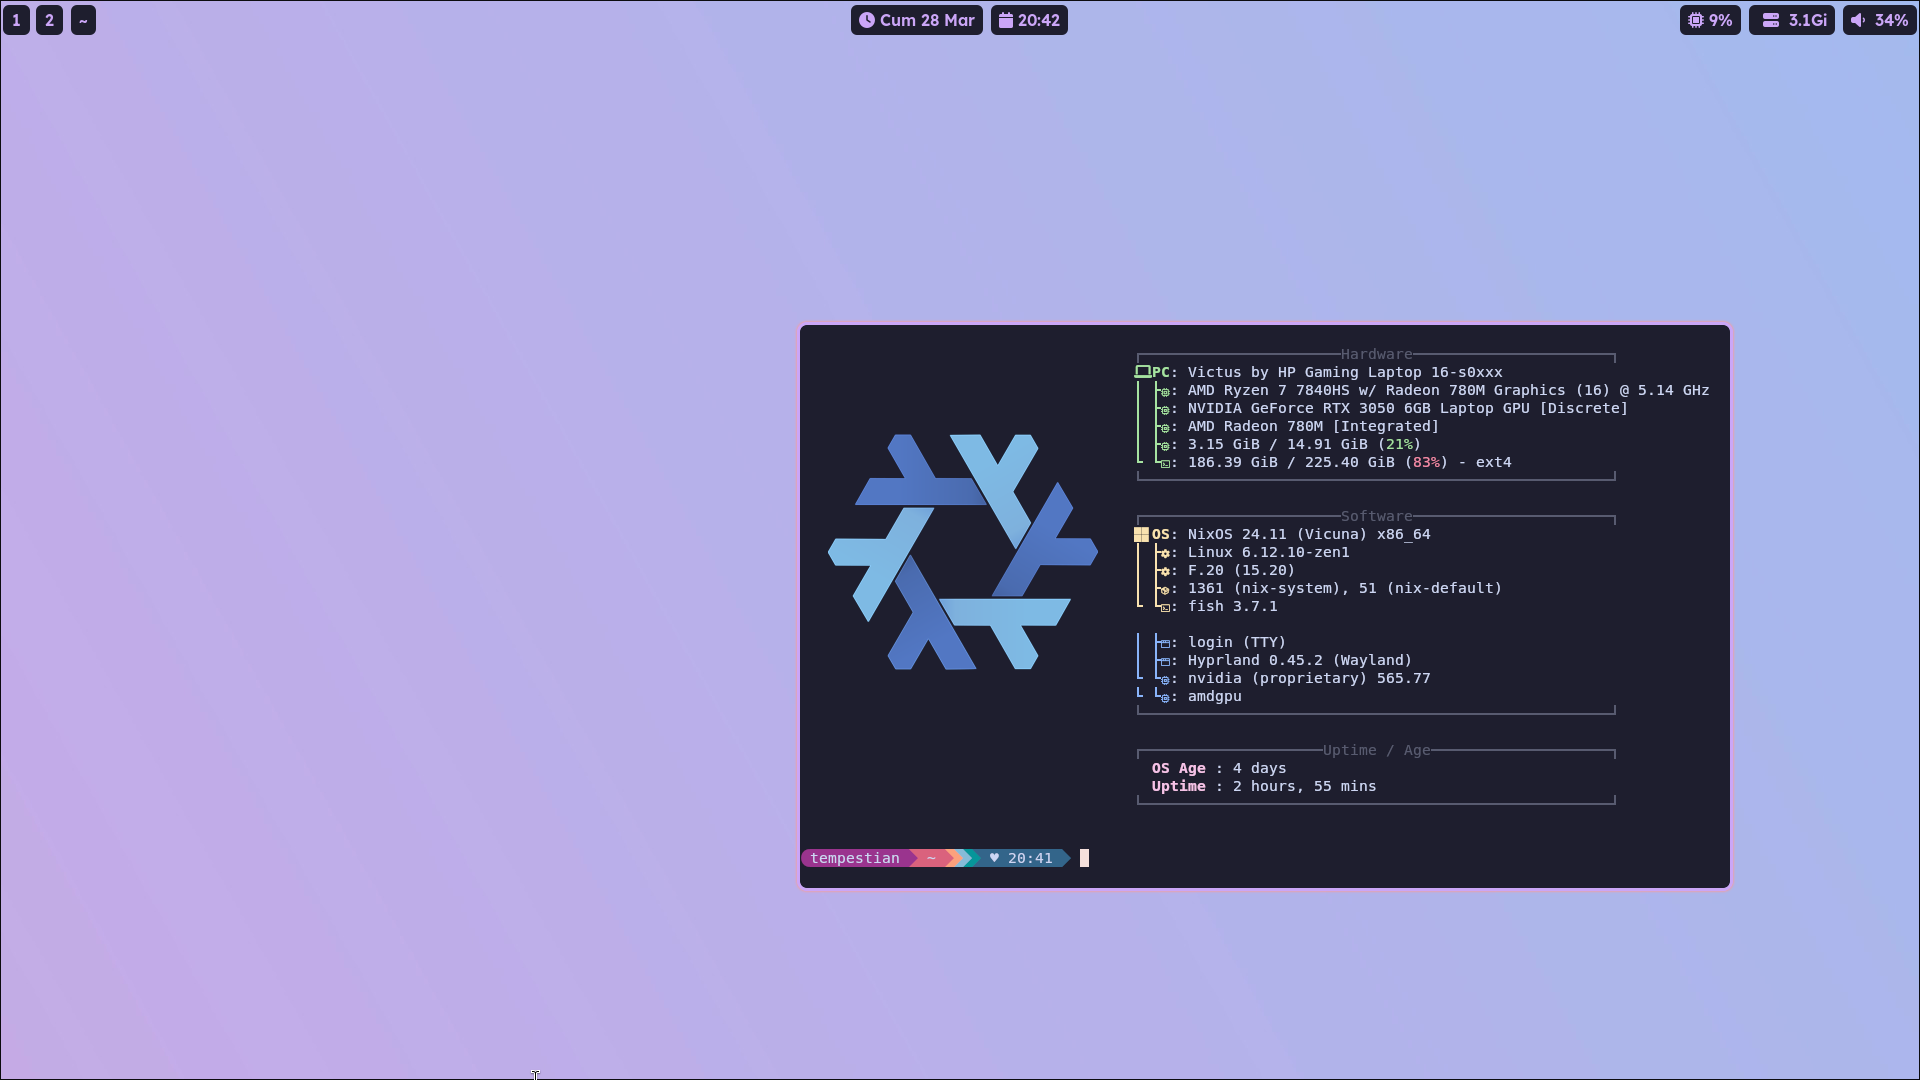 1 2 ~
Cum 28 Mar 20:42
9% 3.1Gi 34%
Hardware
PC: Victus by HP Gaming Laptop 16-s0xxx
: AMD Ryzen 7 7840HS w/ Radeon 780M Graphics (16) @ 5.14 GHz
: NVIDIA GeForce RTX 3050 6GB Laptop GPU [Discrete]
: AMD Radeon 780M [Integrated]
: 3.15 GiB / 14.91 GiB (21%)
: 186.39 GiB / 225.40 GiB (83%) - ext4
Software
OS: NixOS 24.11 (Vicuna) x86_64
: Linux 6.12.10-zen1
: F.20 (15.20)
: 1361 (nix-system), 51 (nix-default)
: fish 3.7.1
: login (TTY)
: Hyprland 0.45.2 (Wayland)
: nvidia (proprietary) 565.77
: amdgpu
Uptime / Age
OS Age : 4 days
Uptime : 2 hours, 55 mins
tempestian ~ ♥ 20:41